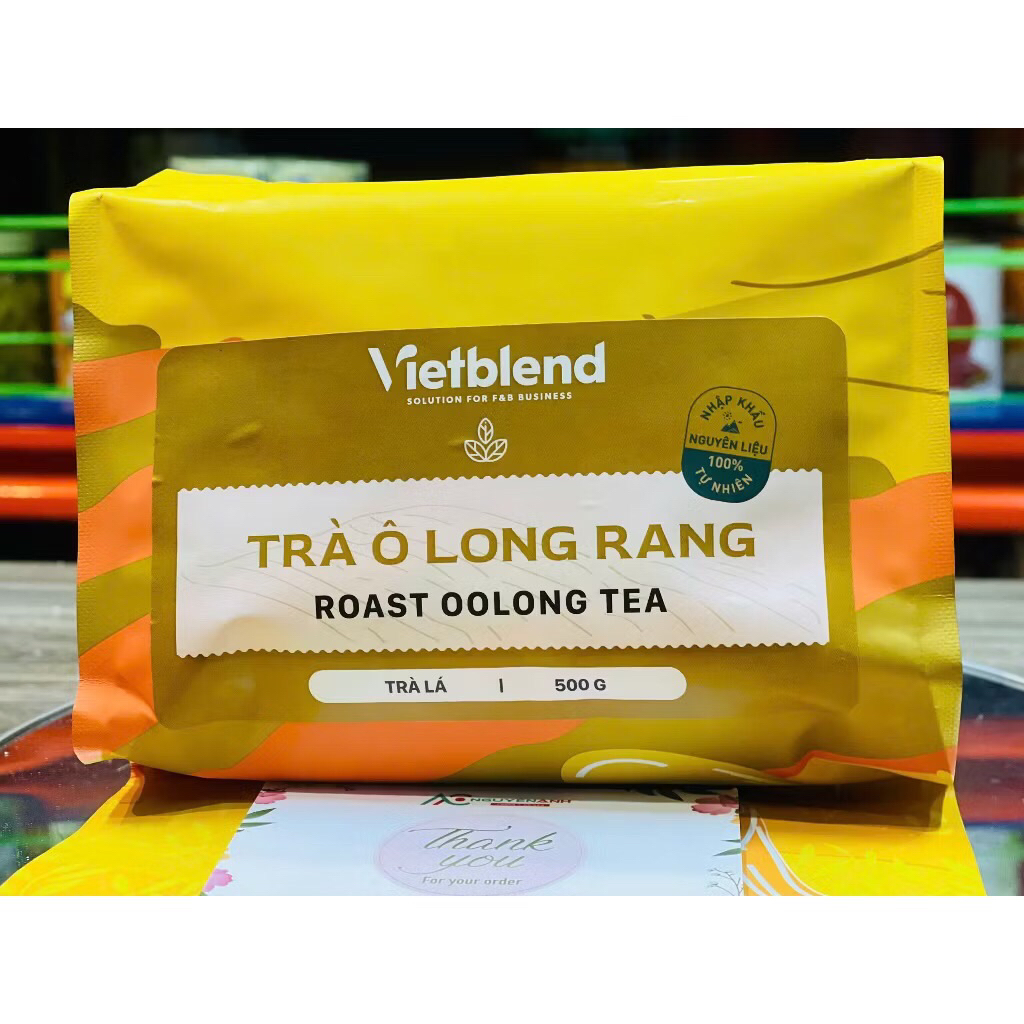 Vietblend
SOLUTION FOR F&B BUSINESS
NHẬP KHẨU
NGUYÊN LIỆU
100%
TỰ NHIÊN
TRÀ Ô LONG RANG
ROAST OOLONG TEA
TRÀ LÁ | 500 G
NGUYENANH
Thank
you
For your order